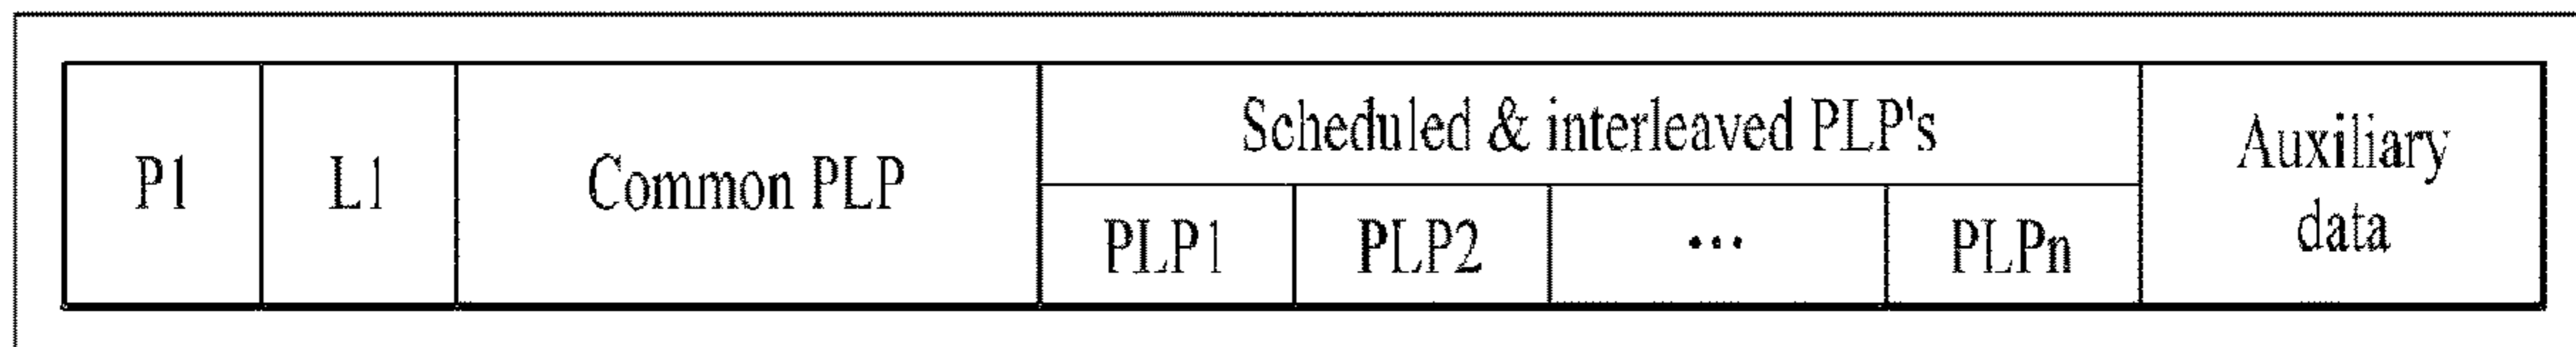 P1
L1
Common PLP
Scheduled & interleaved PLP's
PLP1
PLP2
...
PLPn
Auxiliary
data